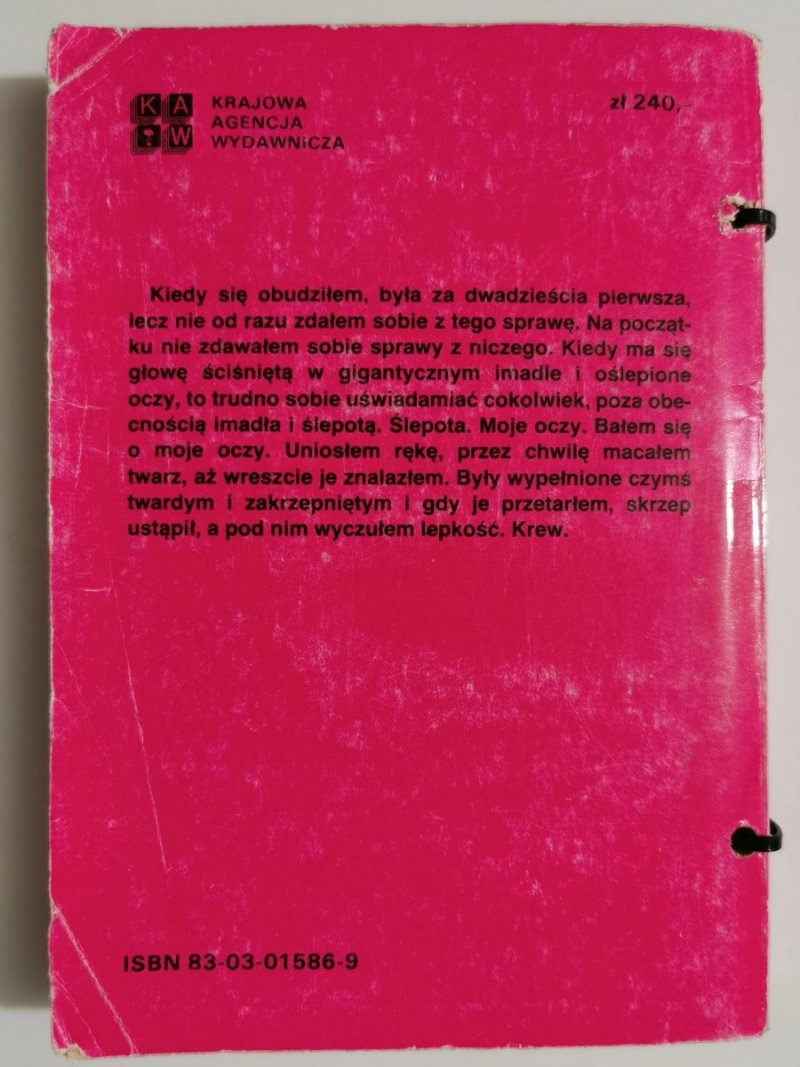 KA KRAJOWA zł 240,-
AGENCJA
W WYDAWNICZA
Kiedy się obudziłem, była za dwadzieścia pierwsza,
lecz nie od razu zdałem sobie z tego sprawę. Na począt-
ku nie zdawałem sobie sprawy z niczego. Kiedy ma się
głowę ściśniętą w gigantycznym imadle i oślepione
oczy, to trudno sobie uświadamiać cokolwiek, poza obe-
cnością imadła i ślepotą. Ślepota. Moje oczy. Bałem się
o moje oczy. Uniosłem rękę, przez chwilę macałem
twarz, aż wreszcie je znalazłem. Były wypełnione czymś
twardym i zakrzepniętym i gdy je przetarłem, skrzep
ustąpił, a pod nim wyczułem lepkość. Krew.
ISBN 83-03-01586-9